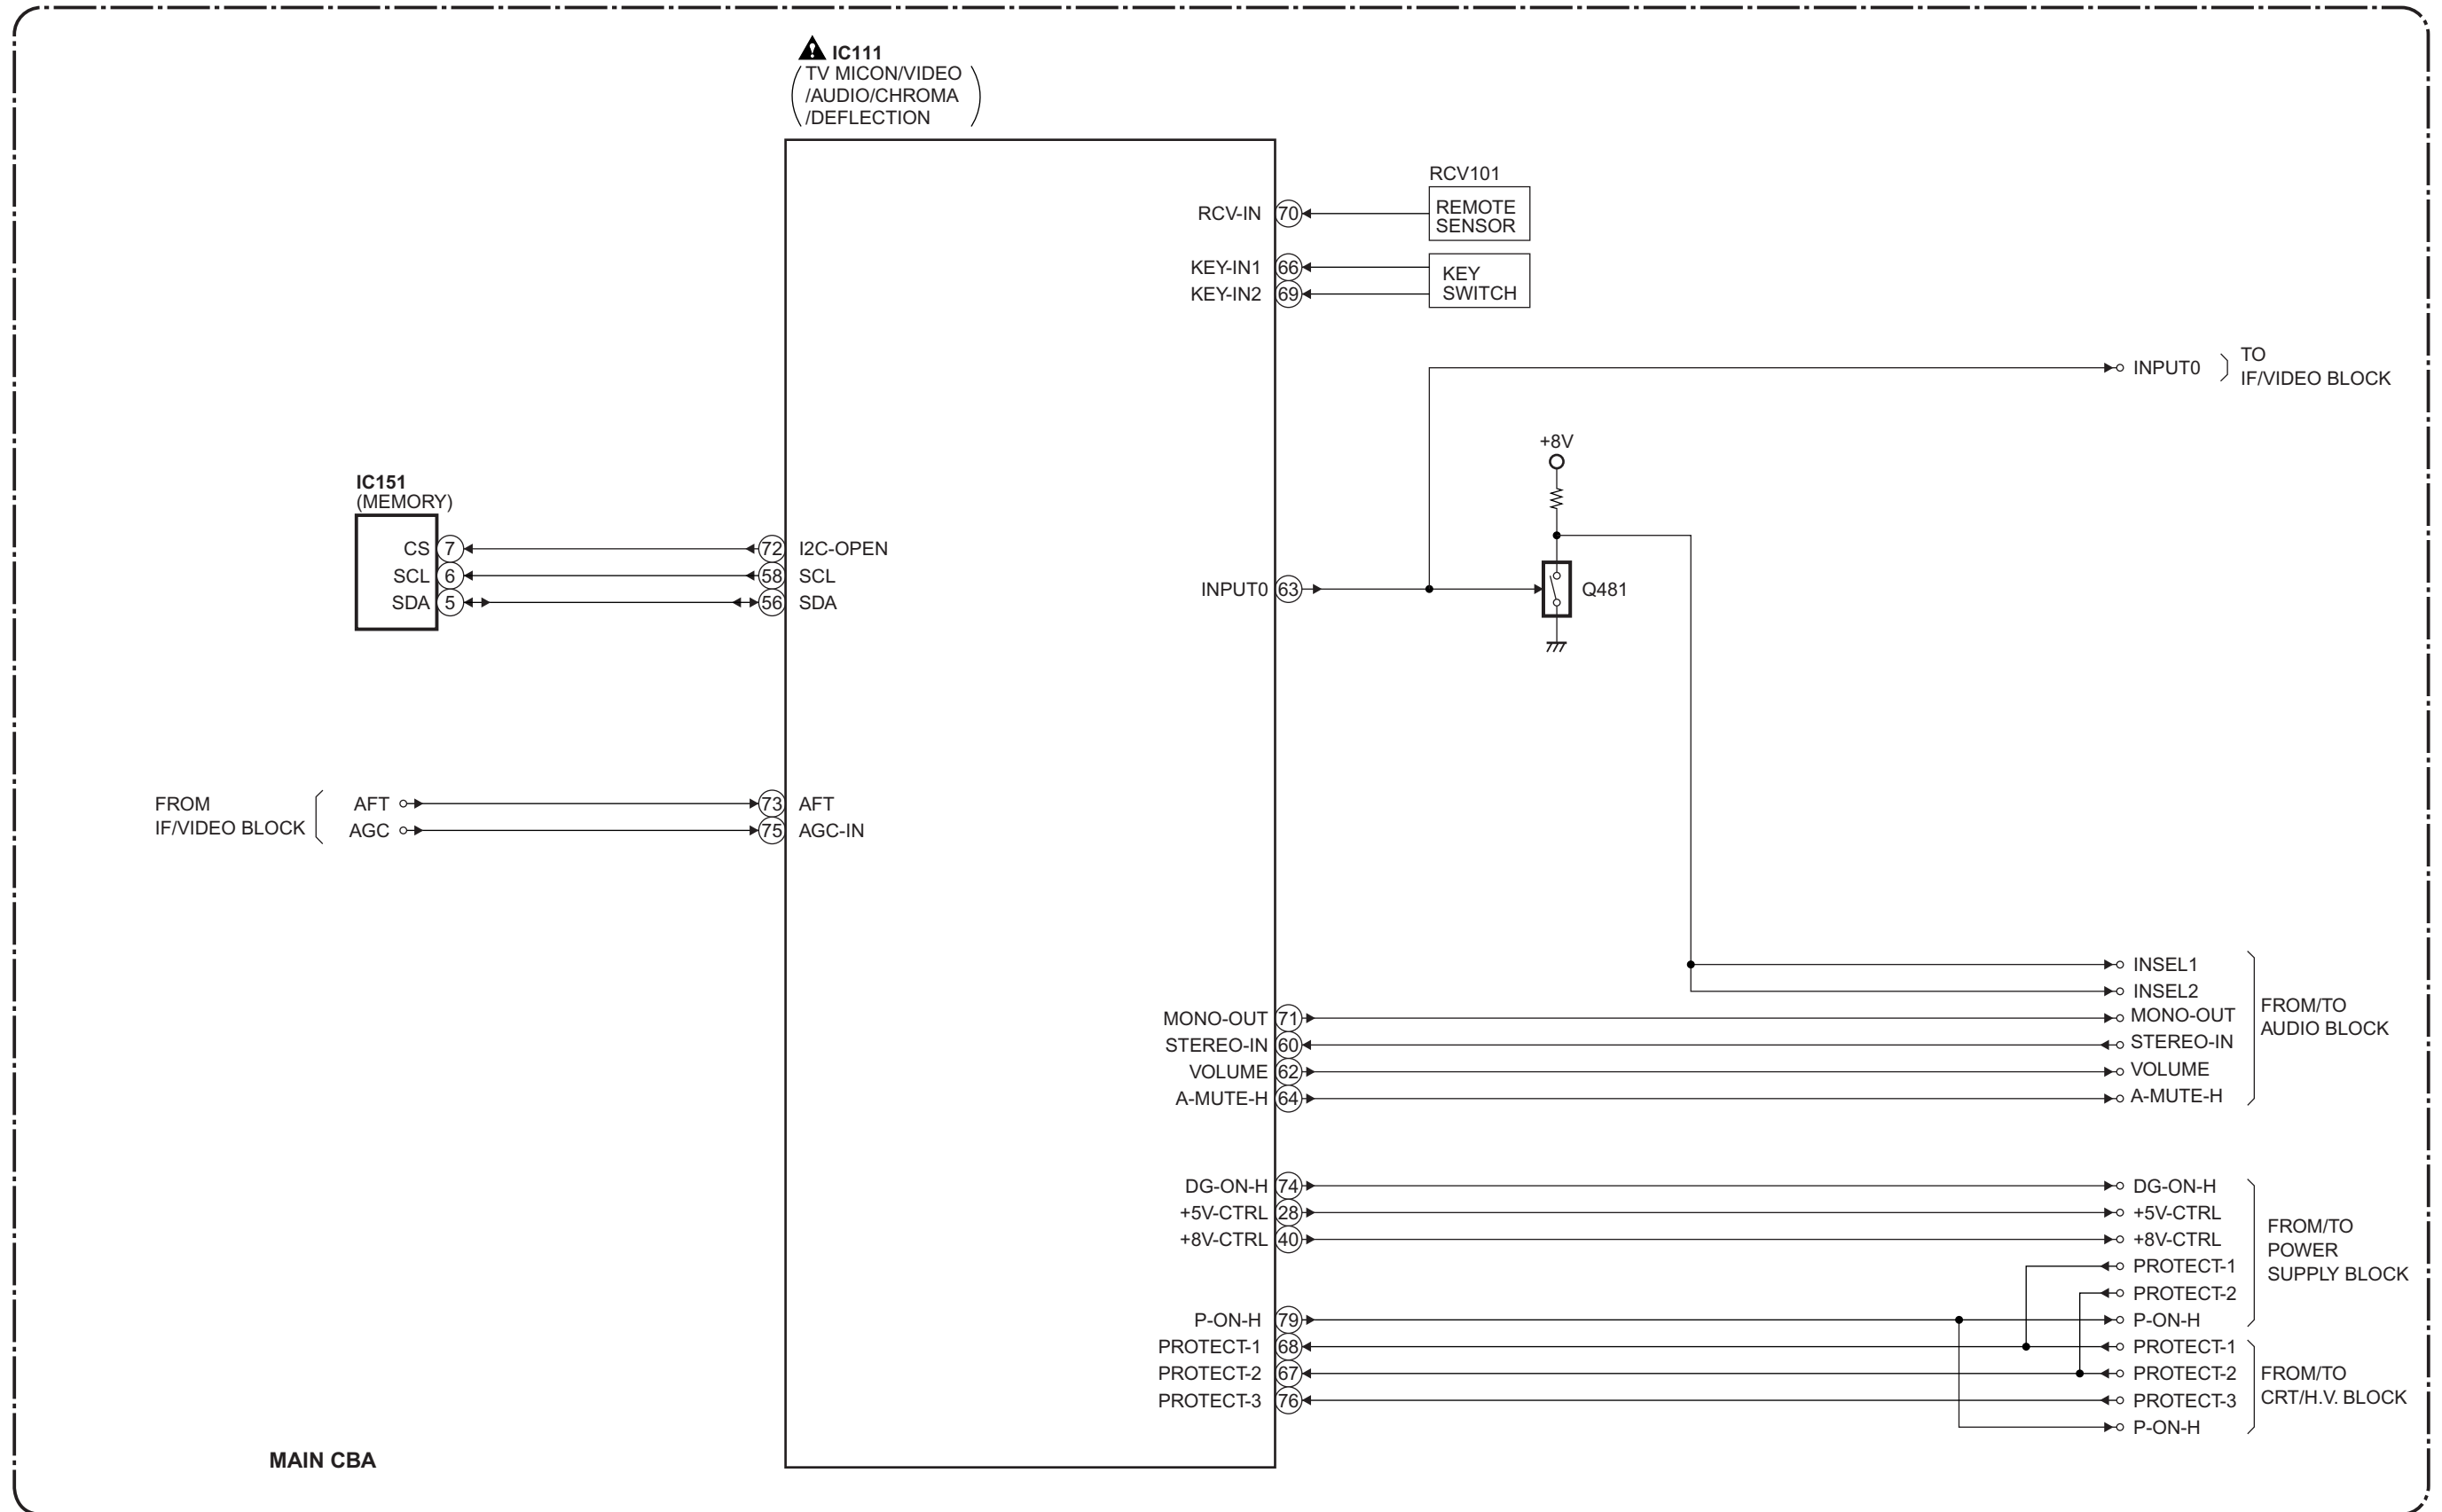 IC111
TV MICON/VIDEO
/AUDIO/CHROMA
/DEFLECTION
RCV101
RCV-IN 70
REMOTE
SENSOR
KEY-IN1 66
KEY-IN2 69
KEY
SWITCH
INPUT0
TO
IF/VIDEO BLOCK
+8V
IC151
(MEMORY)
CS 7
72 I2C-OPEN
SCL 6
58 SCL
SDA 5
56 SDA
INPUT0 63
Q481
FROM
IF/VIDEO BLOCK
AFT
73 AFT
AGC
75 AGC-IN
INSEL1
INSEL2
MONO-OUT 71
MONO-OUT
STEREO-IN 60
STEREO-IN
VOLUME 62
VOLUME
A-MUTE-H 64
A-MUTE-H
FROM/TO
AUDIO BLOCK
DG-ON-H 74
DG-ON-H
+5V-CTRL 28
+5V-CTRL
+8V-CTRL 40
+8V-CTRL
PROTECT-1
PROTECT-2
P-ON-H 79
P-ON-H
FROM/TO
POWER
SUPPLY BLOCK
PROTECT-1 68
PROTECT-1
PROTECT-2 67
PROTECT-2
PROTECT-3 76
PROTECT-3
P-ON-H
FROM/TO
CRT/H.V. BLOCK
MAIN CBA